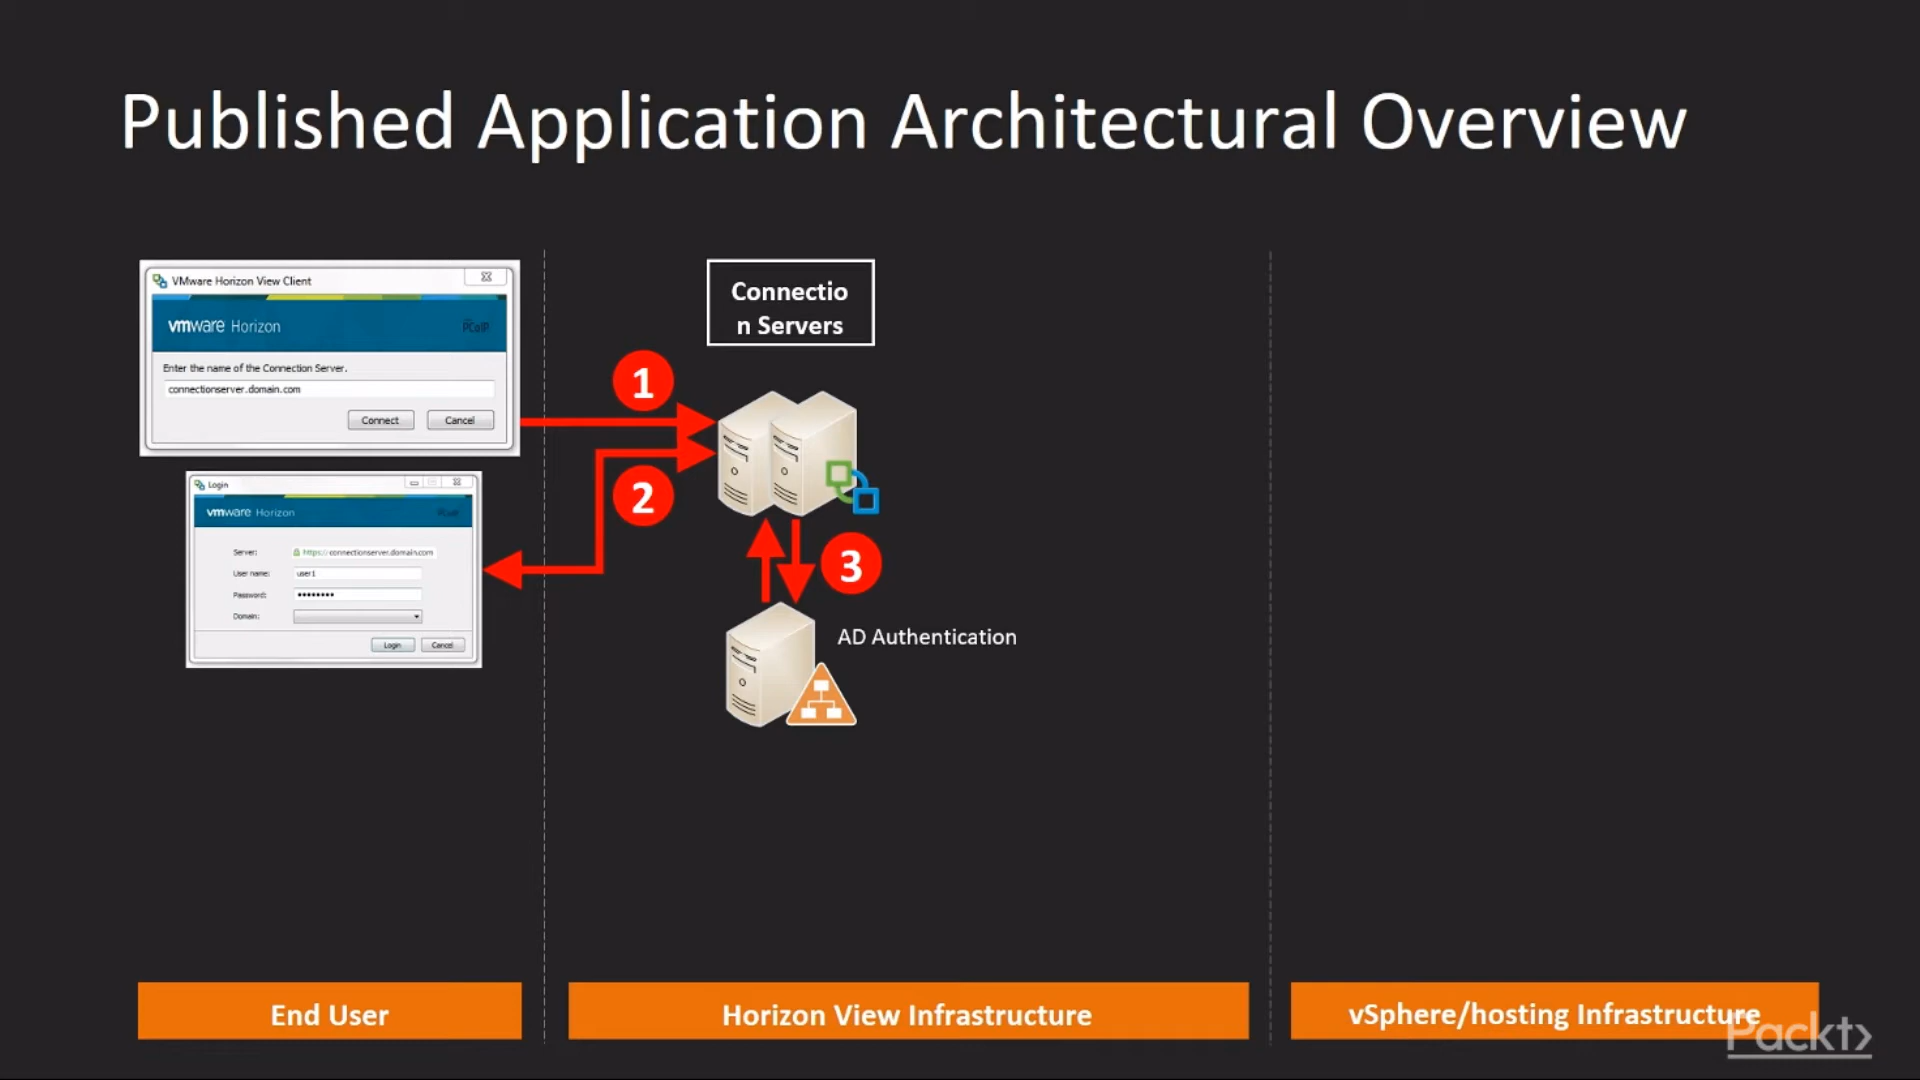 Published Application Architectural Overview
VMware Horizon View Client
vmware Horizon
PCoIP
Enter the name of the Connection Server.
connectionserver.domain.com
Connect
Cancel
Login
vmware Horizon
Server:
https://connectionserver.domain.com
User name:
user1
Password:
••••••••
Domain:
Login
Cancel
1
2
Connectio
n Servers
3
AD Authentication
End User
Horizon View Infrastructure
vSphere/hosting Infrastructure
Packt